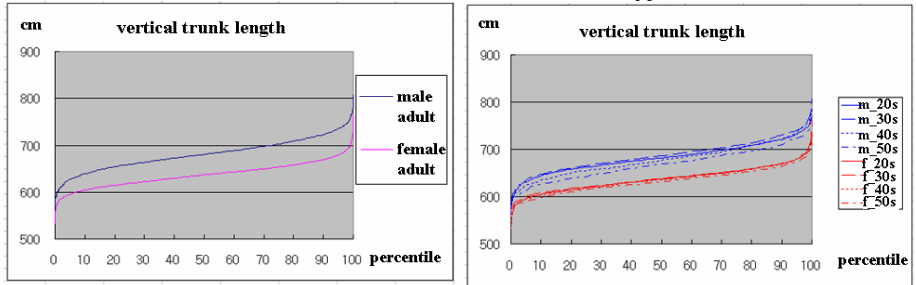 cm
vertical trunk length
900
800
700
600
500
0 10 20 30 40 50 60 70 80 90 100
percentile
male
adult
female
adult
cm
vertical trunk length
900
800
700
600
500
0 10 20 30 40 50 60 70 80 90 100
percentile
m_20s
m_30s
m_40s
m_50s
f_20s
f_30s
f_40s
f_50s